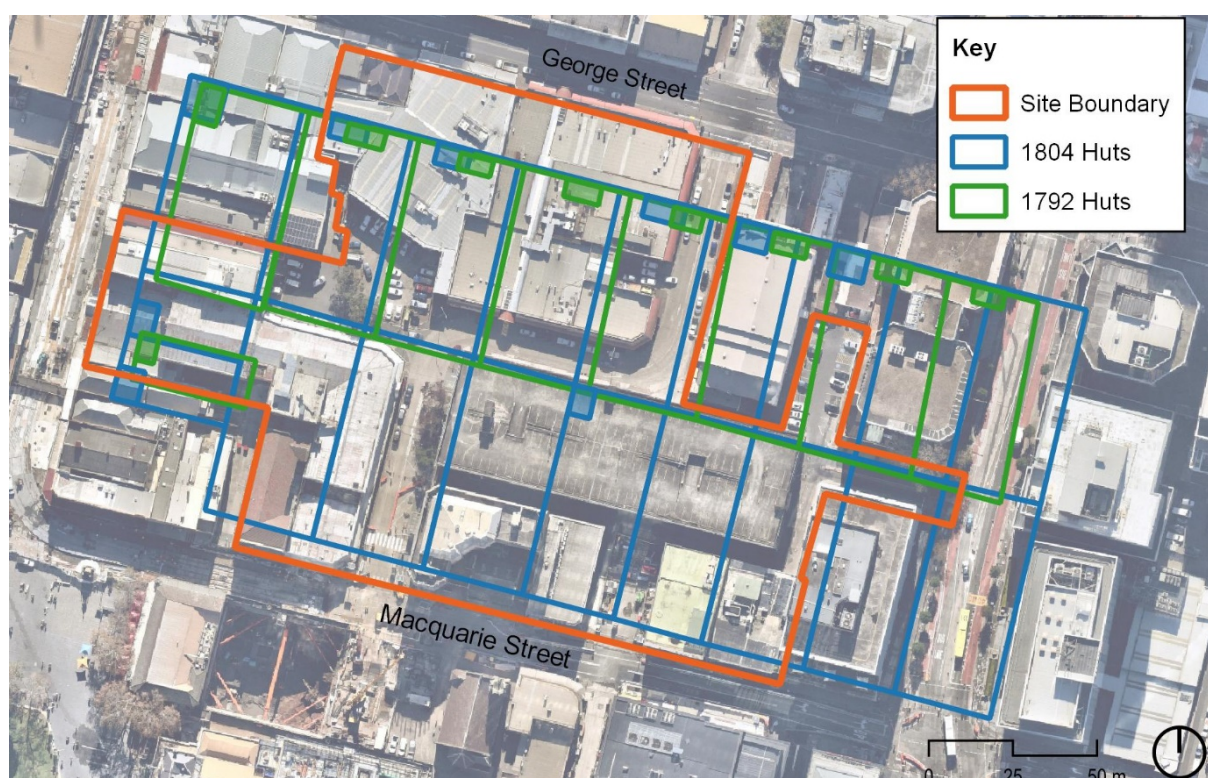 George Street
Key
Site Boundary
1804 Huts
1792 Huts
Macquarie Street
0 25 50 m